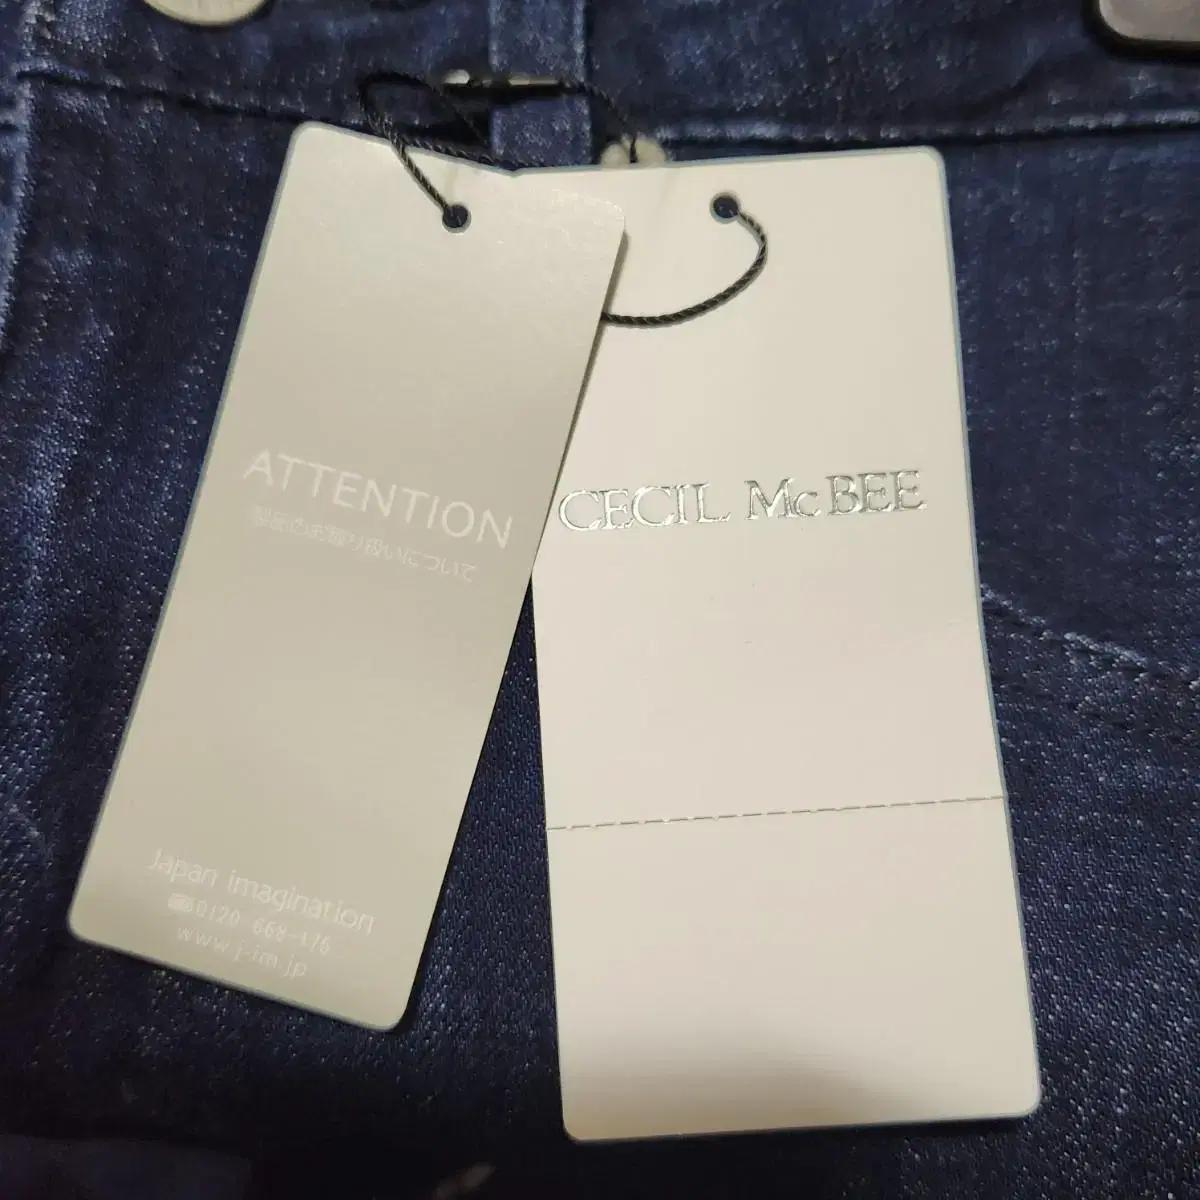 ATTENTION
製品のお取り扱いについて
Japan imagination
0120-668-176
www.j-im.jp
CECIL McBEE